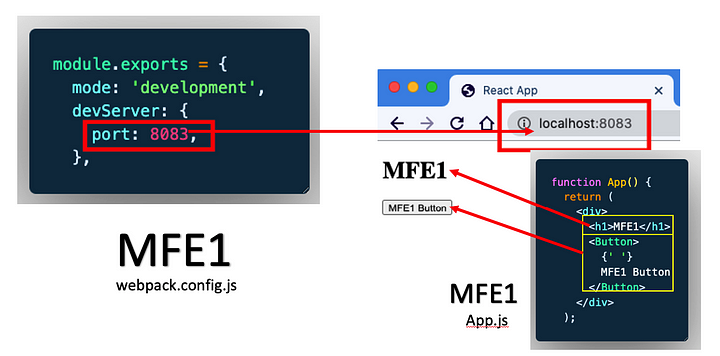 module.exports = {
mode: 'development',
devServer: {
port: 8083,
},
MFE1
webpack.config.js
React App
localhost:8083
MFE1
MFE1 Button
function App() {
return (
<div>
<h1>MFE1</h1>
<Button>
{' '}
MFE1 Button
</Button>
</div>
);
MFE1
App.js